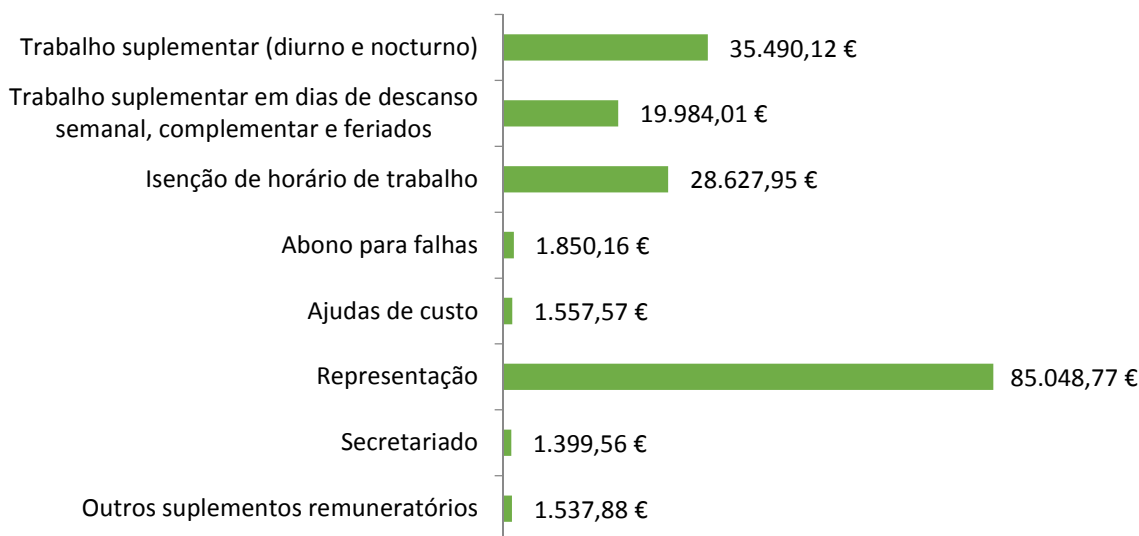 Trabalho suplementar (diurno e nocturno)
35.490,12 €
Trabalho suplementar em dias de descanso
semanal, complementar e feriados
19.984,01 €
Isenção de horário de trabalho
28.627,95 €
Abono para falhas
1.850,16 €
Ajudas de custo
1.557,57 €
Representação
85.048,77 €
Secretariado
1.399,56 €
Outros suplementos remuneratórios
1.537,88 €